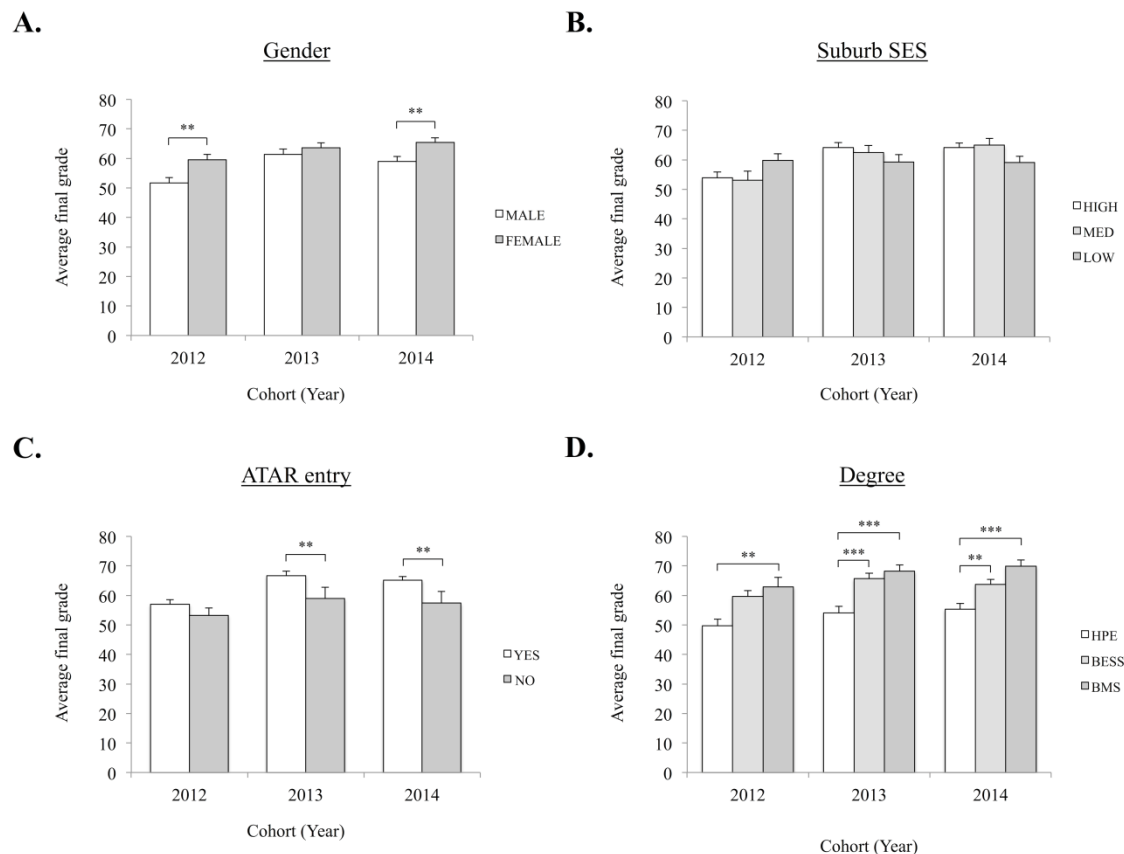 A.
Gender
Average final grade
80
70
60
50
40
30
20
10
0
**
**
2012
2013
2014
Cohort (Year)
MALE
FEMALE
B.
Suburb SES
Average final grade
80
70
60
50
40
30
20
10
0
2012
2013
2014
Cohort (Year)
HIGH
MED
LOW
C.
ATAR entry
Average final grade
80
70
60
50
40
30
20
10
0
**
**
2012
2013
2014
Cohort (Year)
YES
NO
D.
Degree
Average final grade
80
70
60
50
40
30
20
10
0
**
***
***
***
**
2012
2013
2014
Cohort (Year)
HPE
BESS
BMS